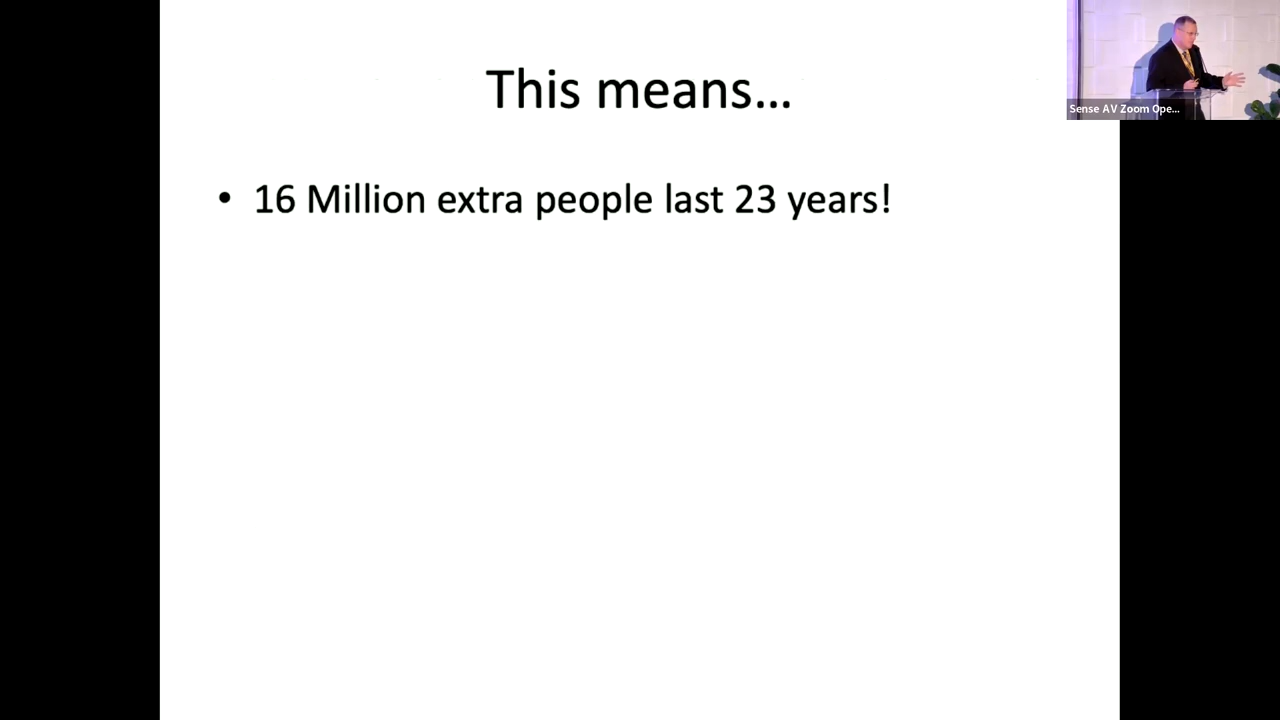 This means...
• 16 Million extra people last 23 years!
Sense AV Zoom Ope...